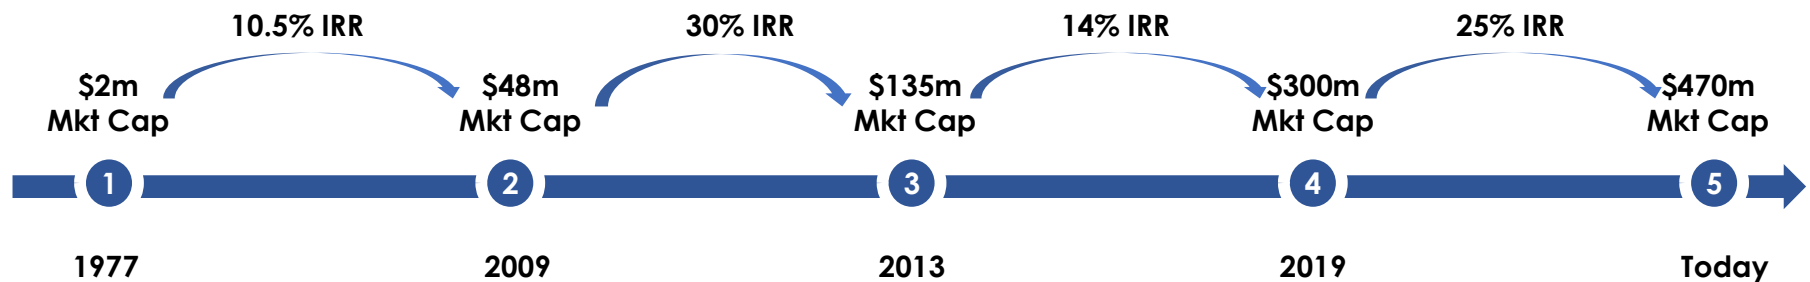 10.5% IRR
30% IRR
14% IRR
25% IRR
$2m
Mkt Cap
$48m
Mkt Cap
$135m
Mkt Cap
$300m
Mkt Cap
$470m
Mkt Cap
1
2
3
4
5
1977
2009
2013
2019
Today